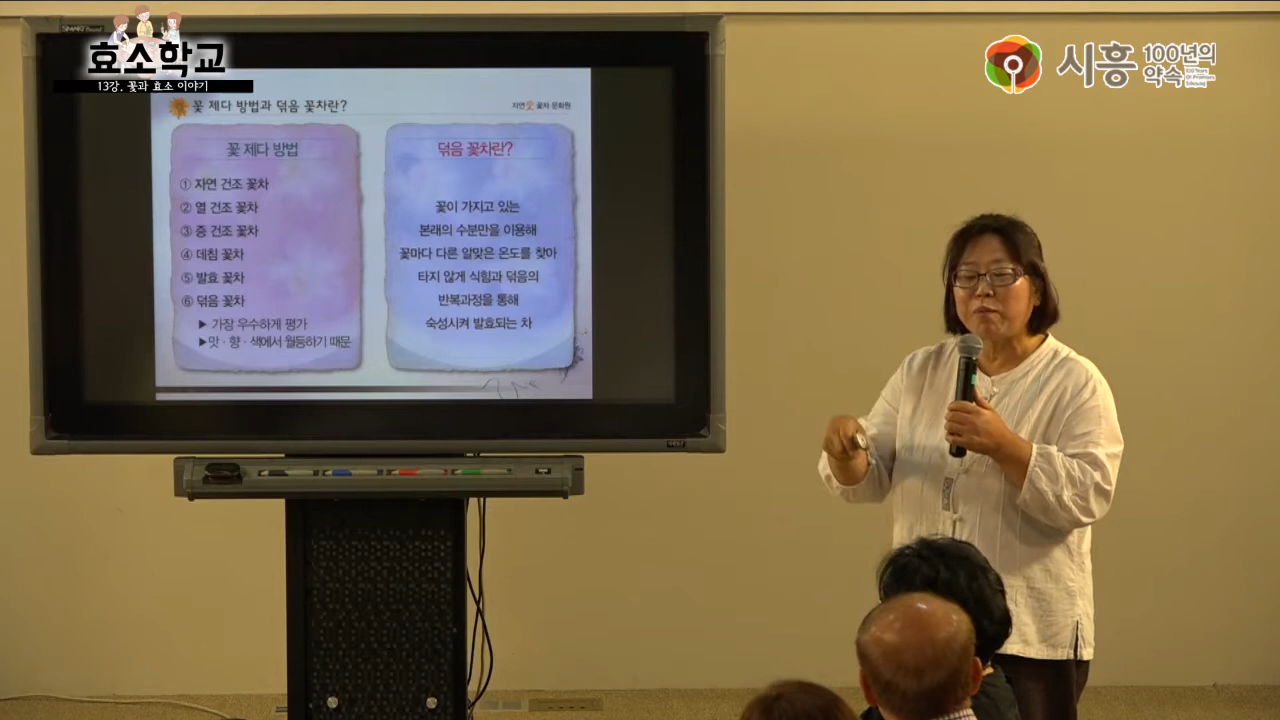 효소학교
13강. 꽃과 효소 이야기
시흥
100년의
약속
꽃 제다 방법과 덖음 꽃차란?
자연 꽃차 문화원
꽃 제다 방법
① 자연 건조 꽃차
② 열 건조 꽃차
③ 증 건조 꽃차
④ 데침 꽃차
⑤ 발효 꽃차
⑥ 덖음 꽃차
▶ 가장 우수하게 평가
▶맛·향·색에서 월등하기 때문
덖음 꽃차란?
꽃이 가지고 있는
본래의 수분만을 이용해
꽃마다 다른 알맞은 온도를 찾아
타지 않게 식힘과 덖음의
반복과정을 통해
숙성시켜 발효되는 차